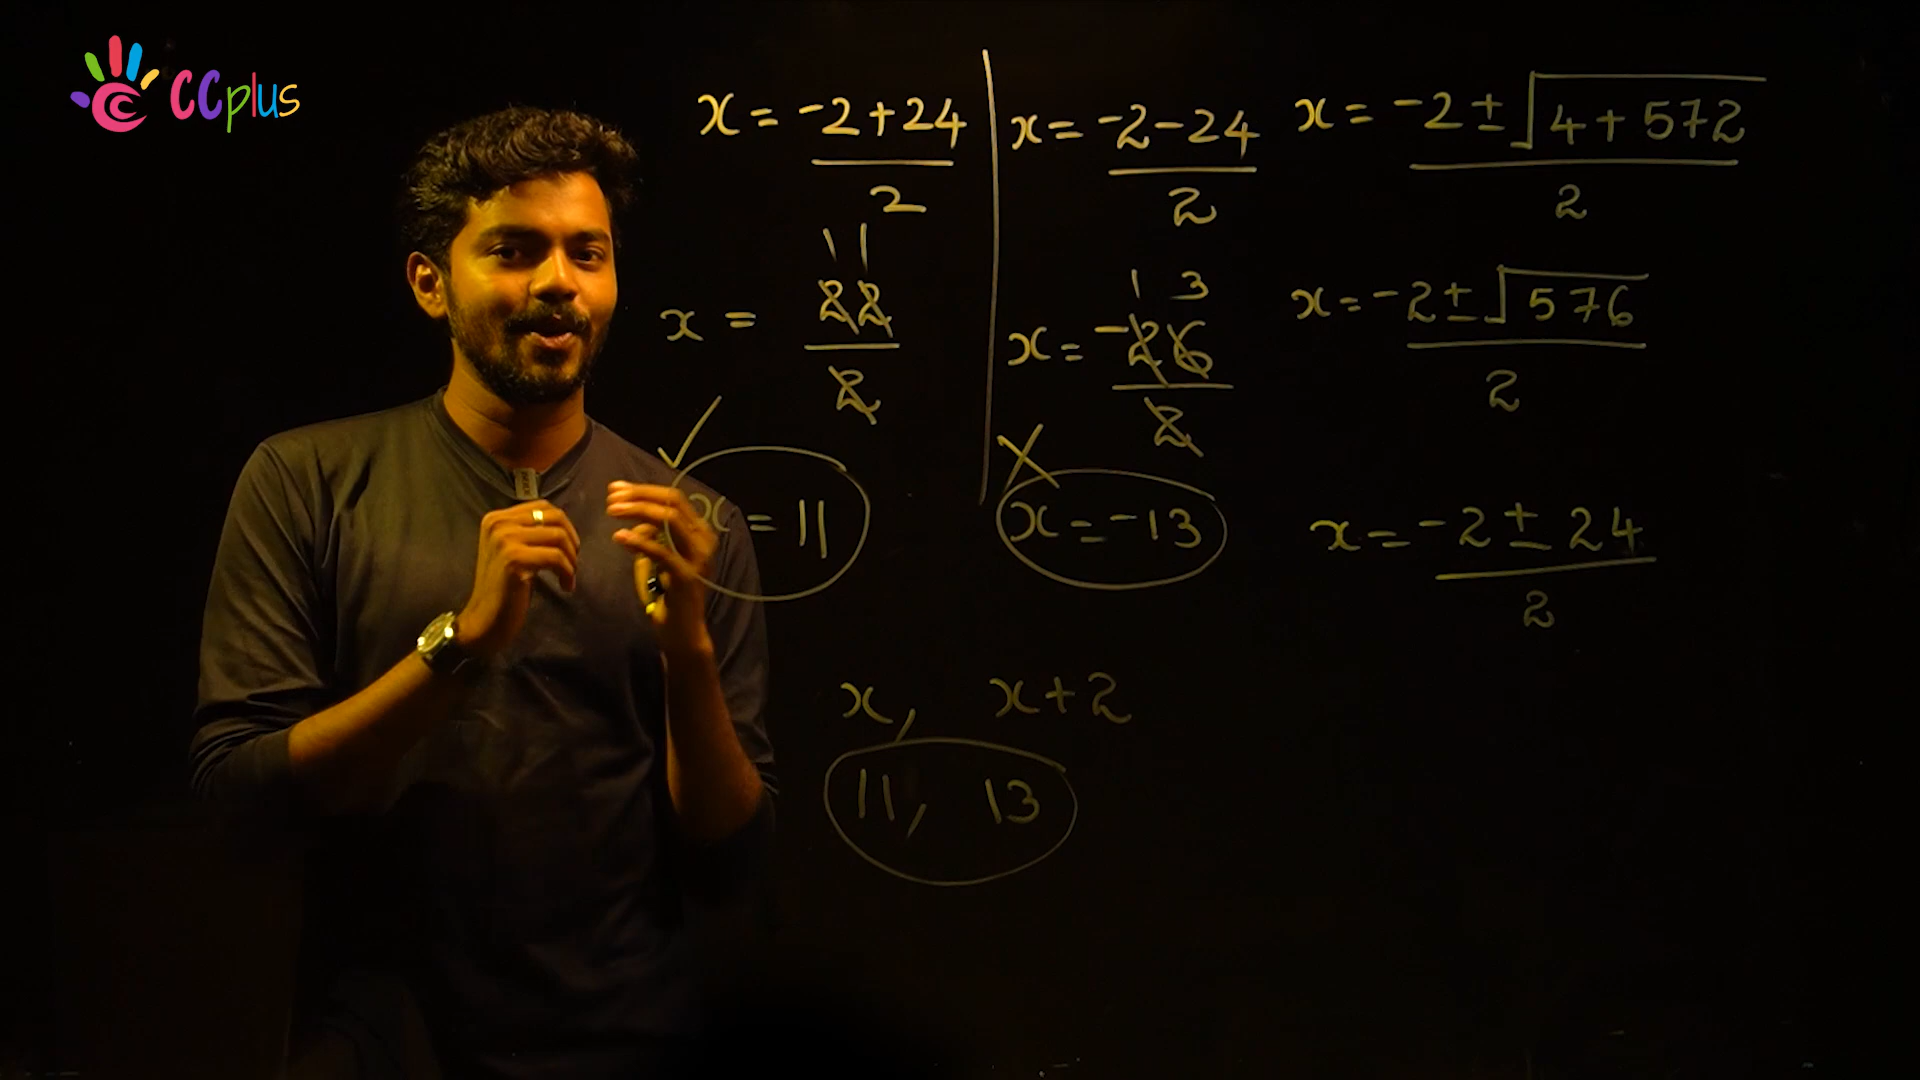 CCplus
x = -2 ± √(4 + 572) / 2
x = -2 ± √576 / 2
x = -2 ± 24 / 2
x = -2 + 24 / 2
11
x = 22 / 2
x = 11
x = -2 - 24 / 2
13
x = -26 / 2
x = -13
x, x+2
11, 13